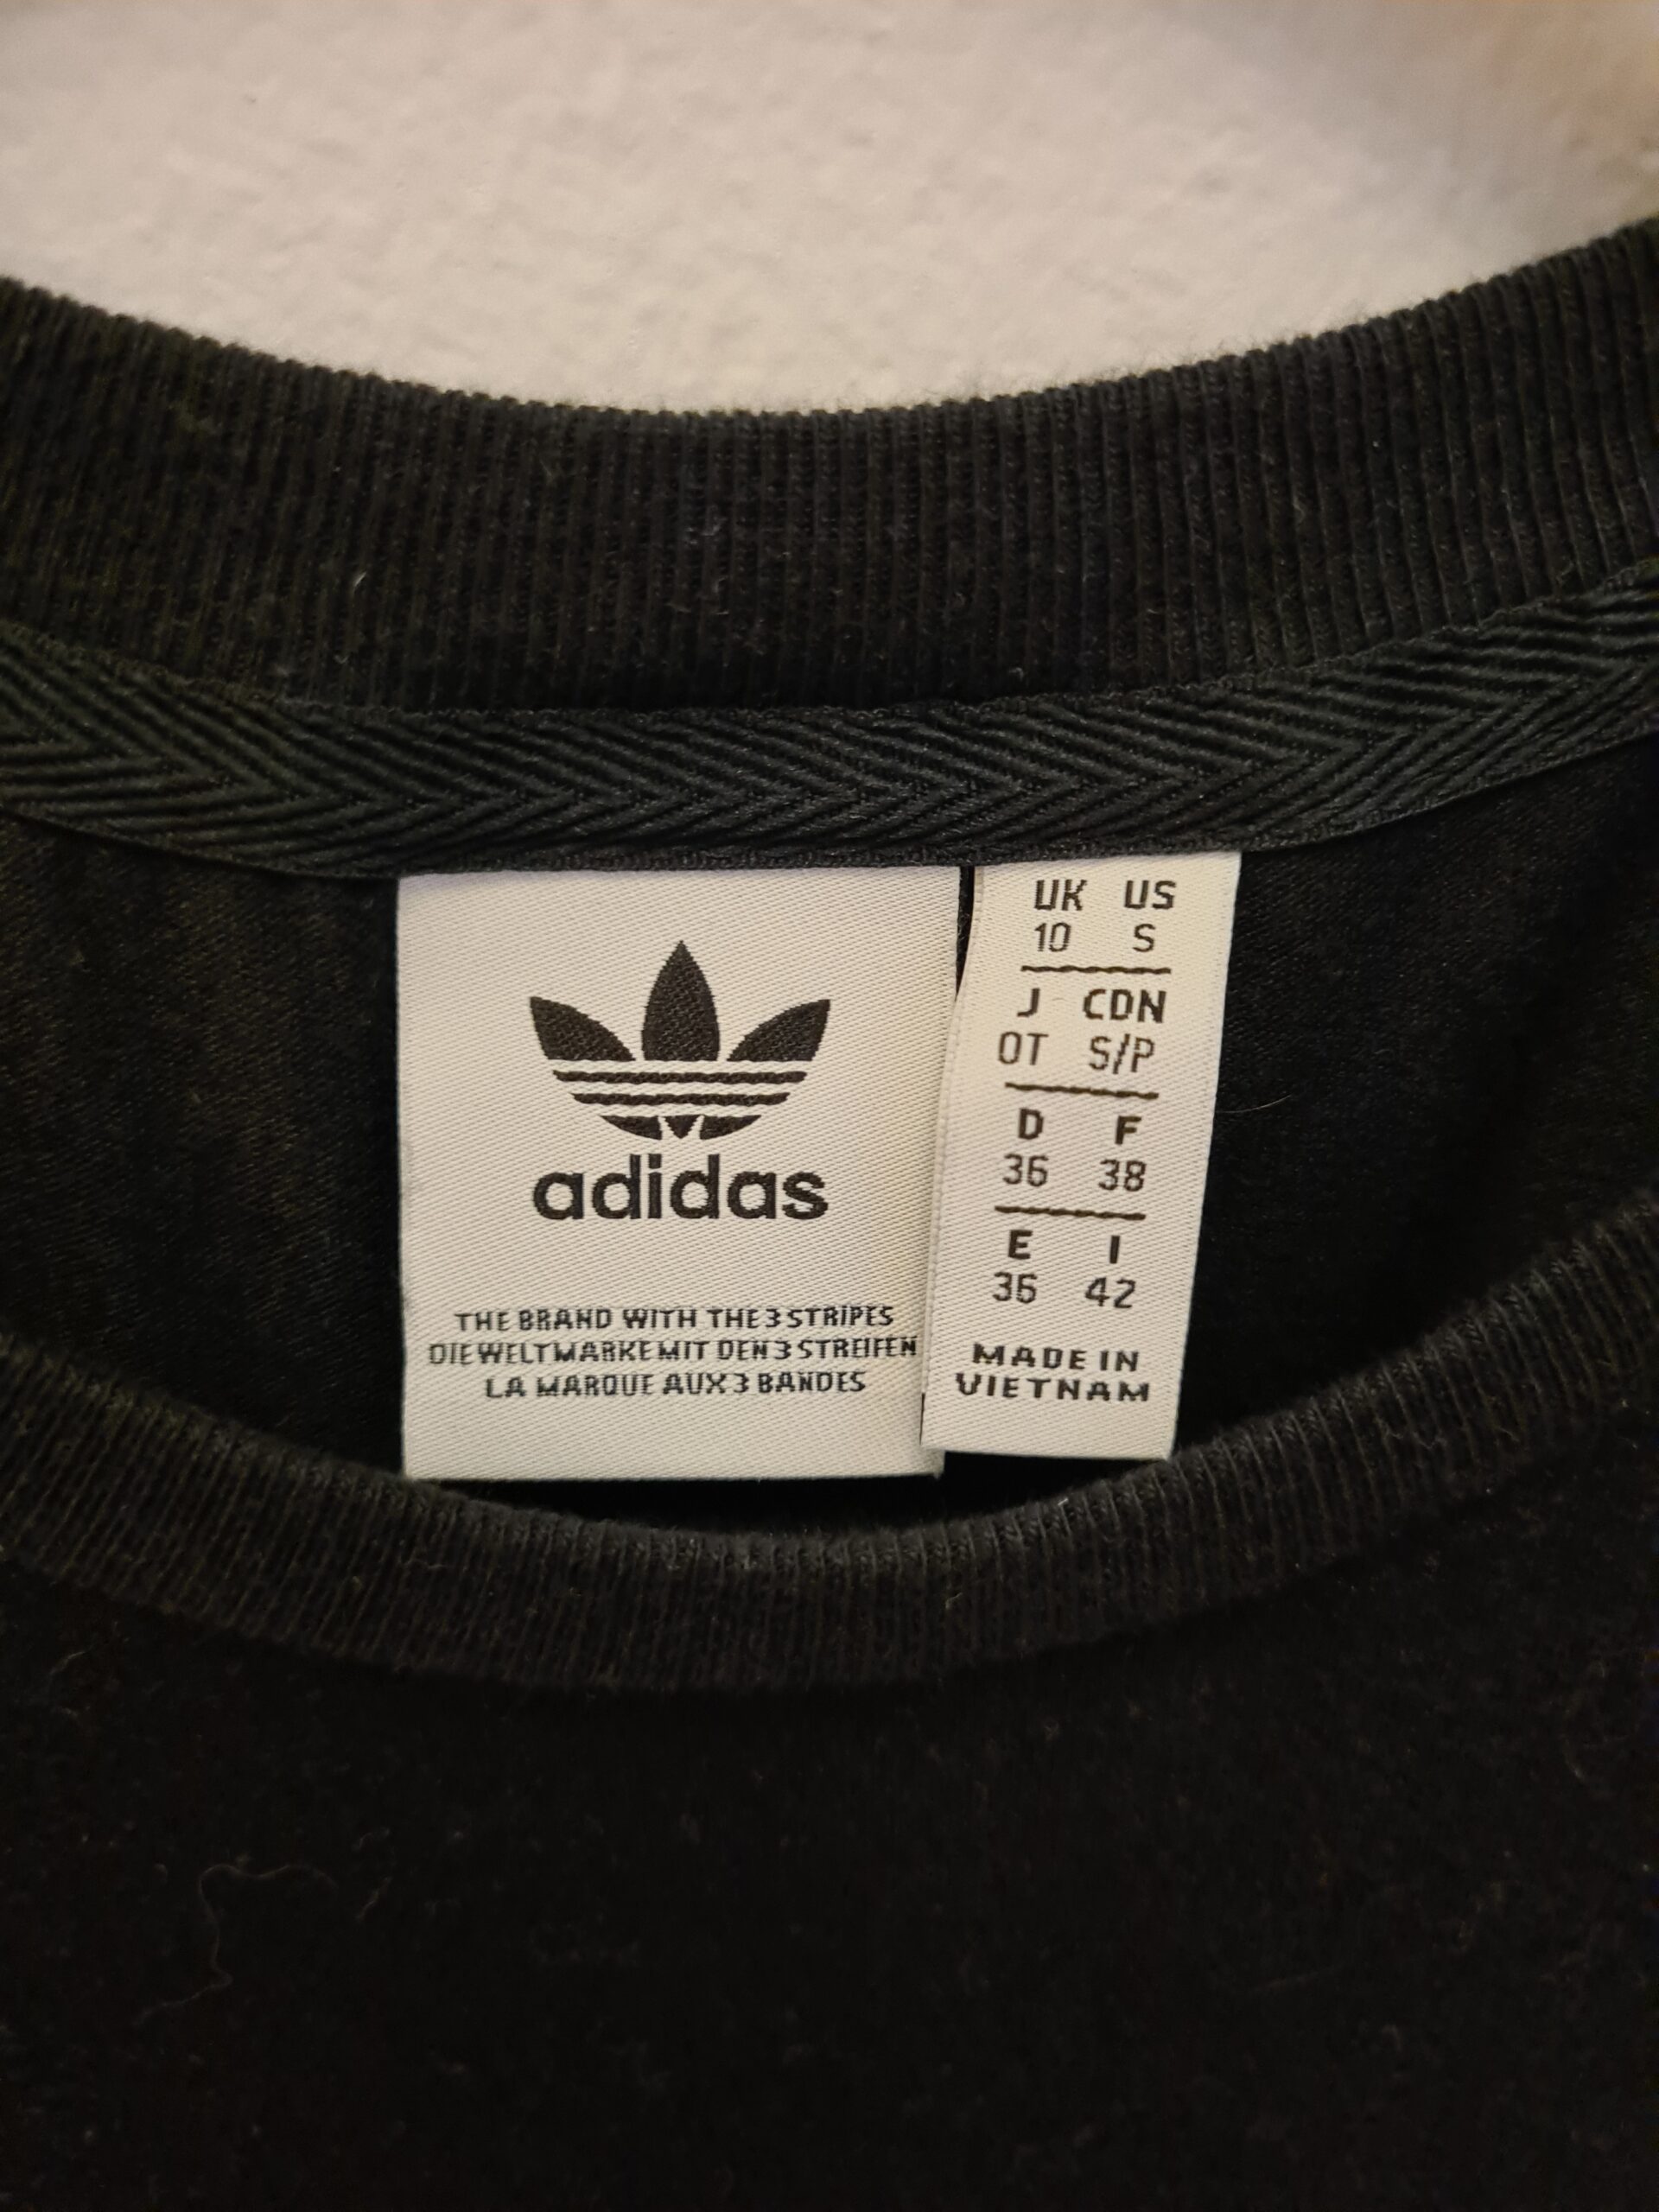 adidas
THE BRAND WITH THE 3 STRIPES
DIE WELTMARKE MIT DEN 3 STREIFEN
LA MARQUE AUX 3 BANDES
UK US
10 S
J CDN
OT S/P
D F
36 38
E I
36 42
MADE IN
VIETNAM